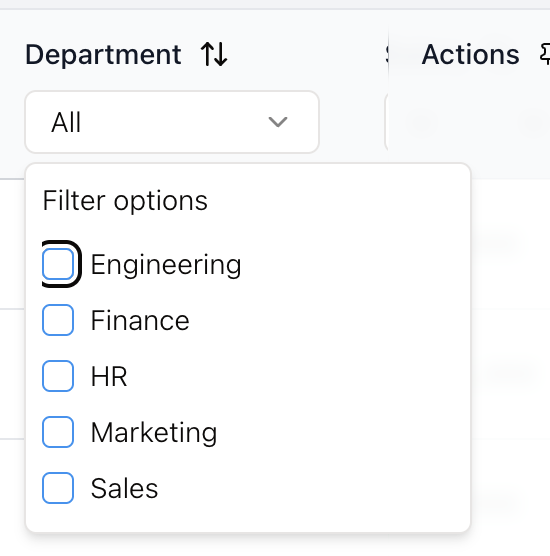 Department Actions
All
Filter options
Engineering
Finance
HR
Marketing
Sales